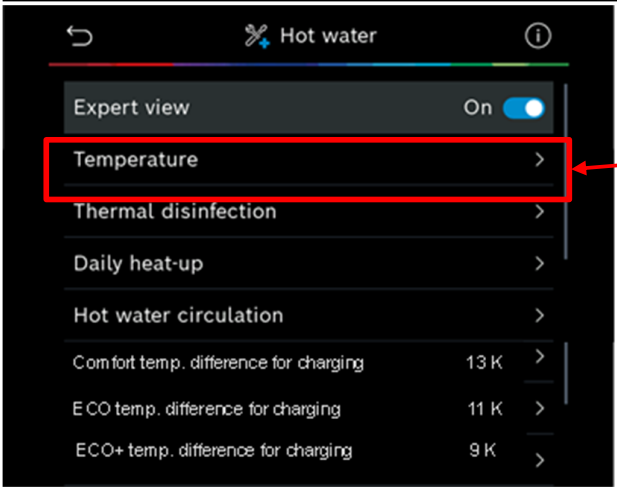 Hot water
Expert view On
Temperature
Thermal disinfection
Daily heat-up
Hot water circulation
Comfort temp. difference for charging 13 K
ECO temp. difference for charging 11 K
ECO+ temp. difference for charging 9 K